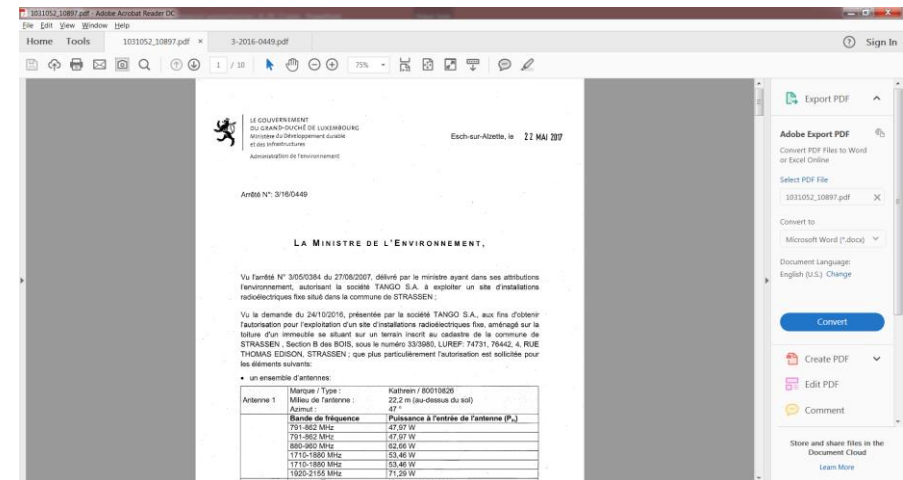 1031052_10897.pdf - Adobe Acrobat Reader DC
File Edit View Window Help
Home Tools 1031052_10897.pdf × 3-2016-0449.pdf Sign In
1 / 10 75%
LE GOUVERNEMENT
DU GRAND-DUCHÉ DE LUXEMBOURG
Ministère du Développement durable
et des Infrastructures
Administration de l'environnement
Esch-sur-Alzette, le 22 MAI 2017
Arrêté N°: 3/16/0449
LA MINISTRE DE L'ENVIRONNEMENT,
Vu l'arrêté N° 3/05/0384 du 27/08/2007, délivré par le ministre ayant dans ses attributions
l'environnement, autorisant la société TANGO S.A. à exploiter un site d'installations
radioélectriques fixe situé dans la commune de STRASSEN ;
Vu la demande du 24/10/2016, présentée par la société TANGO S.A., aux fins d'obtenir
l'autorisation pour l'exploitation d'un site d'installations radioélectriques fixe, aménagé sur la
toiture d'un immeuble se situant sur un terrain inscrit au cadastre de la commune de
STRASSEN , Section B des BOIS, sous le numéro 33/3980, LUREF: 74731, 76442, 4, RUE
THOMAS EDISON, STRASSEN ; que plus particulièrement l'autorisation est sollicitée pour
les éléments suivants:
• un ensemble d'antennes:
Antenne 1 Marque / Type : Kathrein / 80010826
Milieu de l'antenne : 22,2 m (au-dessus du sol)
Azimut : 47 °
Bande de fréquence Puissance à l'entrée de l'antenne (Pin)
791-862 MHz 47,97 W
791-862 MHz 47,97 W
880-960 MHz 62,66 W
1710-1880 MHz 53,46 W
1710-1880 MHz 53,46 W
1920-2155 MHz 71,29 W
Export PDF
Adobe Export PDF
Convert PDF Files to Word
or Excel Online
Select PDF File
1031052_10897.pdf
Convert to
Microsoft Word (*.docx)
Document Language:
English (U.S.) Change
Convert
Create PDF
Edit PDF
Comment
Store and share files in the
Document Cloud
Learn More